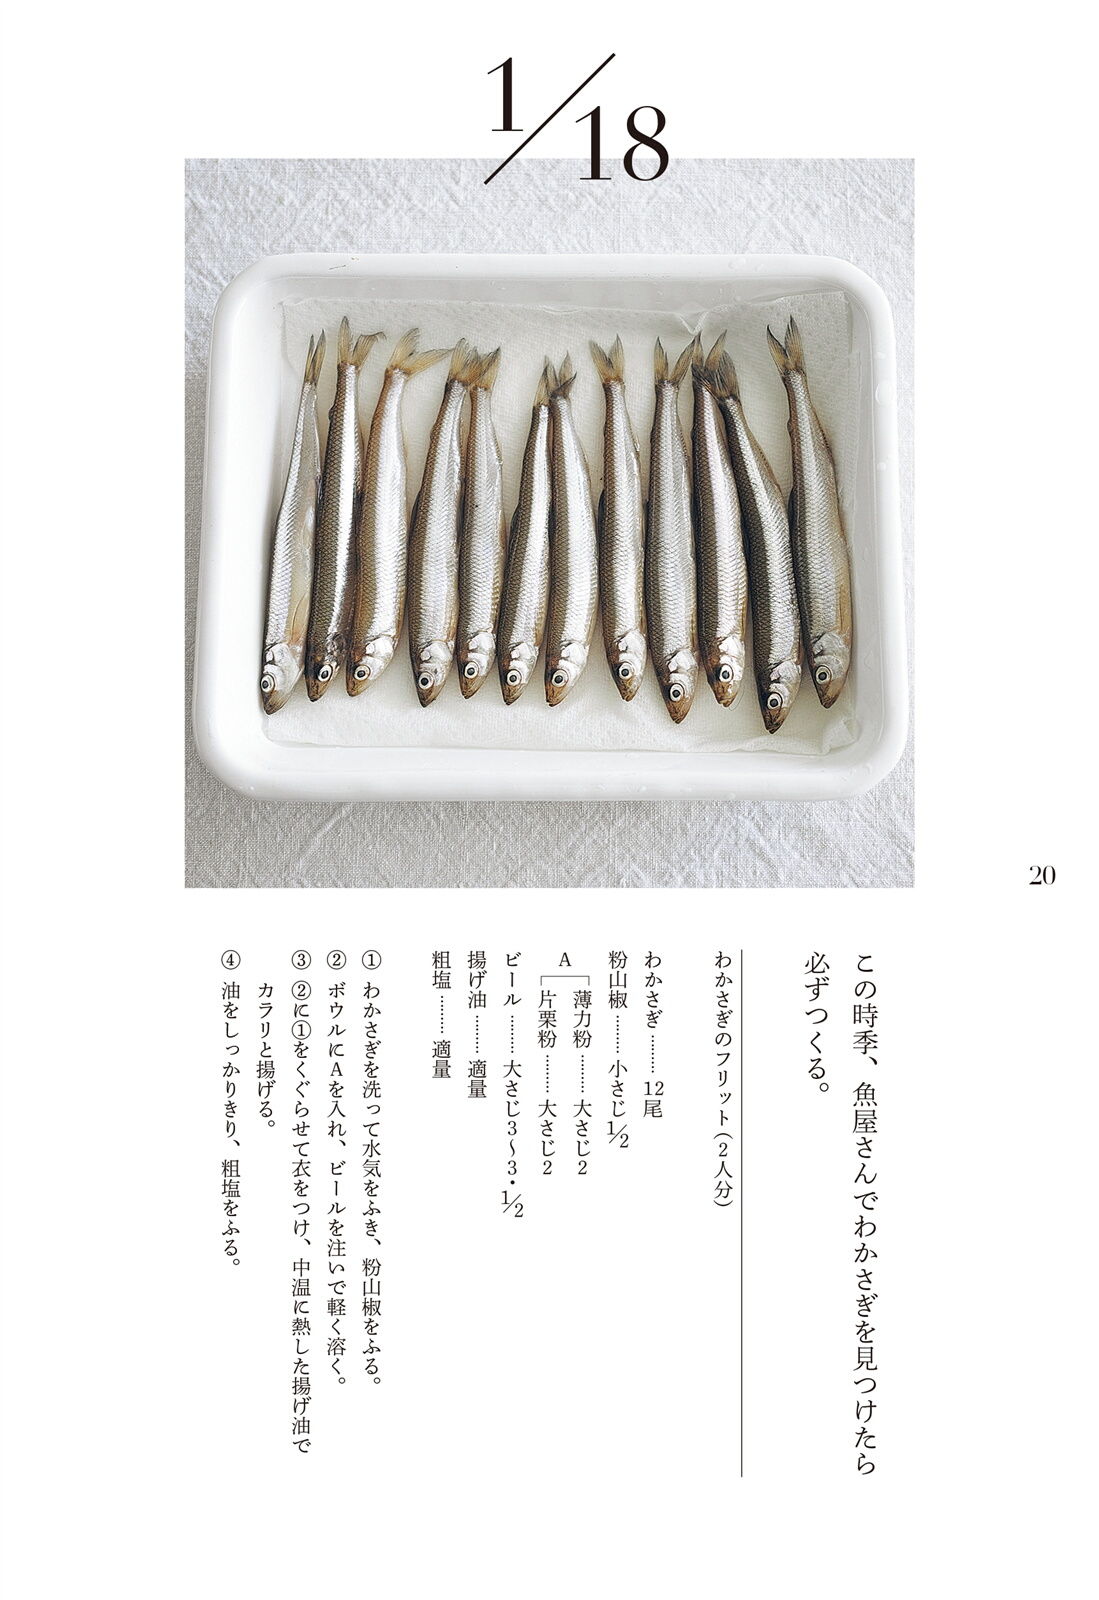 1/18
20
この時季、魚屋さんでわかさぎを見つけたら
必ずつくる。
わかさぎのフリット（2人分）
わかさぎ ……… 12尾
粉山椒 ……… 小さじ1/2
A
薄力粉 ……… 大さじ2
片栗粉 ……… 大さじ2
ビール ……… 大さじ3〜3・1/2
揚げ油 ……… 適量
粗塩 ……… 適量
① わかさぎを洗って水気をふき、粉山椒をふる。
② ボウルにAを入れ、ビールを注いで軽く溶く。
③ ②に①をくぐらせて衣をつけ、中温に熱した揚げ油で
カラリと揚げる。
④ 油をしっかりきり、粗塩をふる。